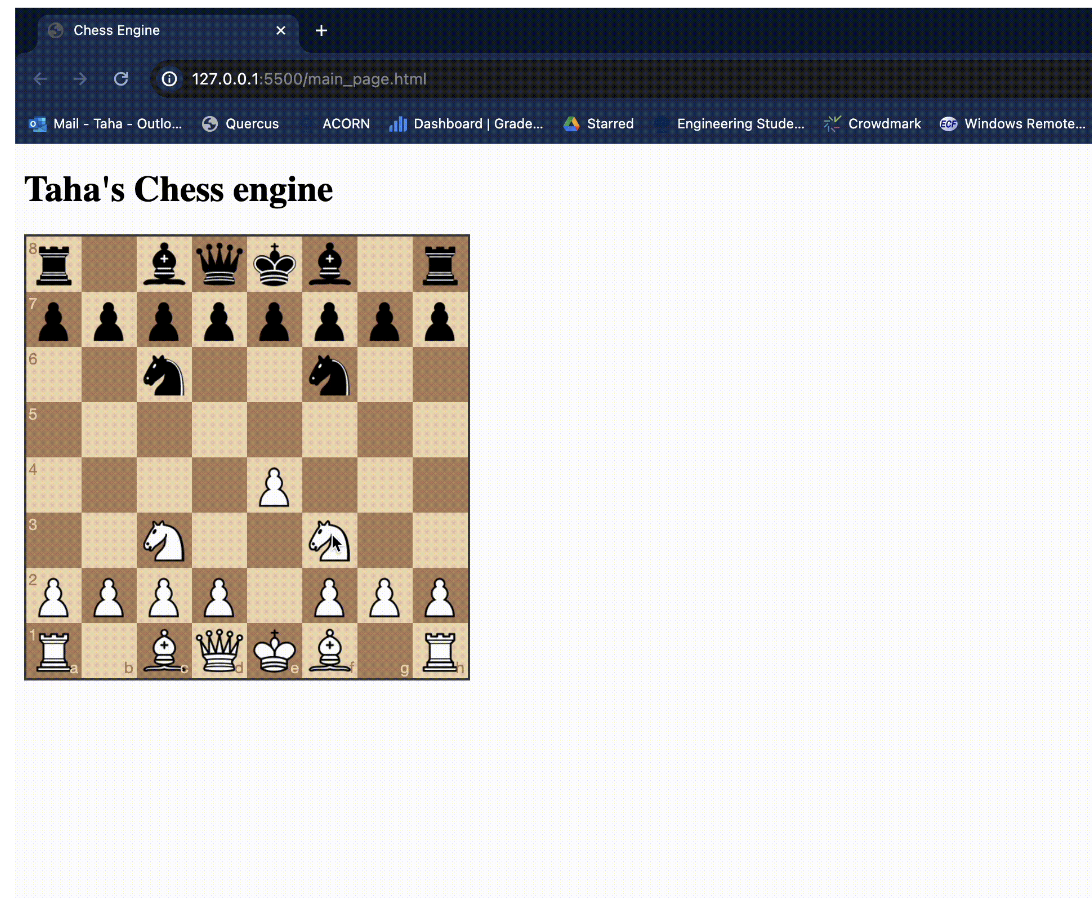 Chess Engine
127.0.0.1:5500/main_page.html
Mail - Taha - Outlo... Quercus ACORN Dashboard | Grade... Starred Engineering Stude... ECF Crowdmark Windows Remote...
Taha's Chess engine
8
7
6
5
4
3
2
1
a b c d e f g h